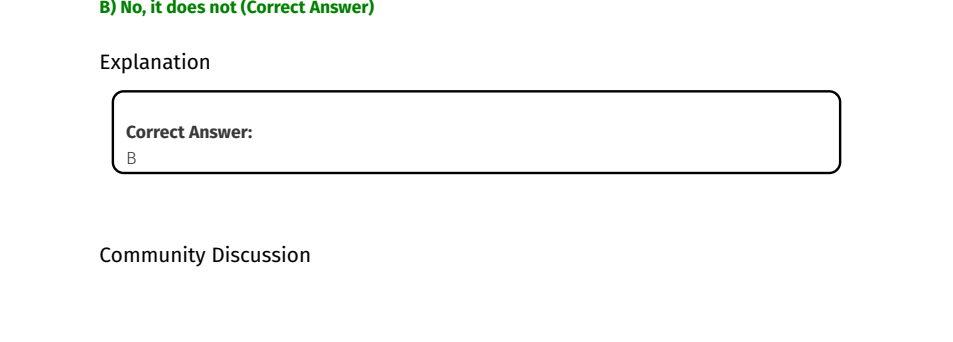 B) No, it does not (Correct Answer)
Explanation
Correct Answer:
B
Community Discussion